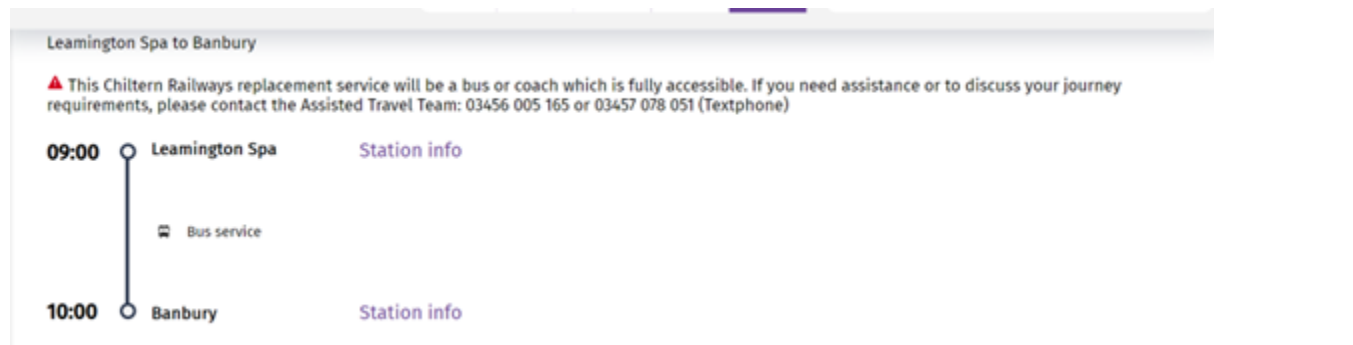 Leamington Spa to Banbury
This Chiltern Railways replacement service will be a bus or coach which is fully accessible. If you need assistance or to discuss your journey
requirements, please contact the Assisted Travel Team: 03456 005 165 or 03457 078 051 (Textphone)
09:00 Leamington Spa Station info
Bus service
10:00 Banbury Station info